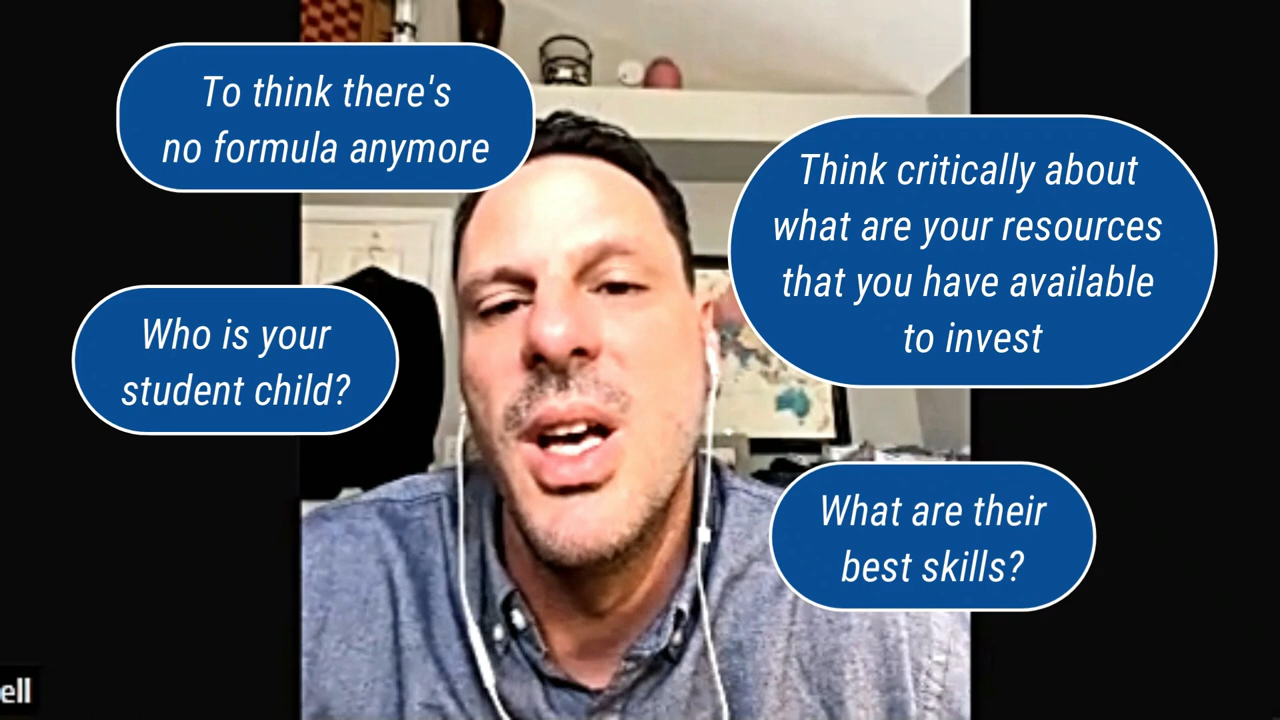 To think there's
no formula anymore
Think critically about
what are your resources
that you have available
to invest
Who is your
student child?
What are their
best skills?
ell